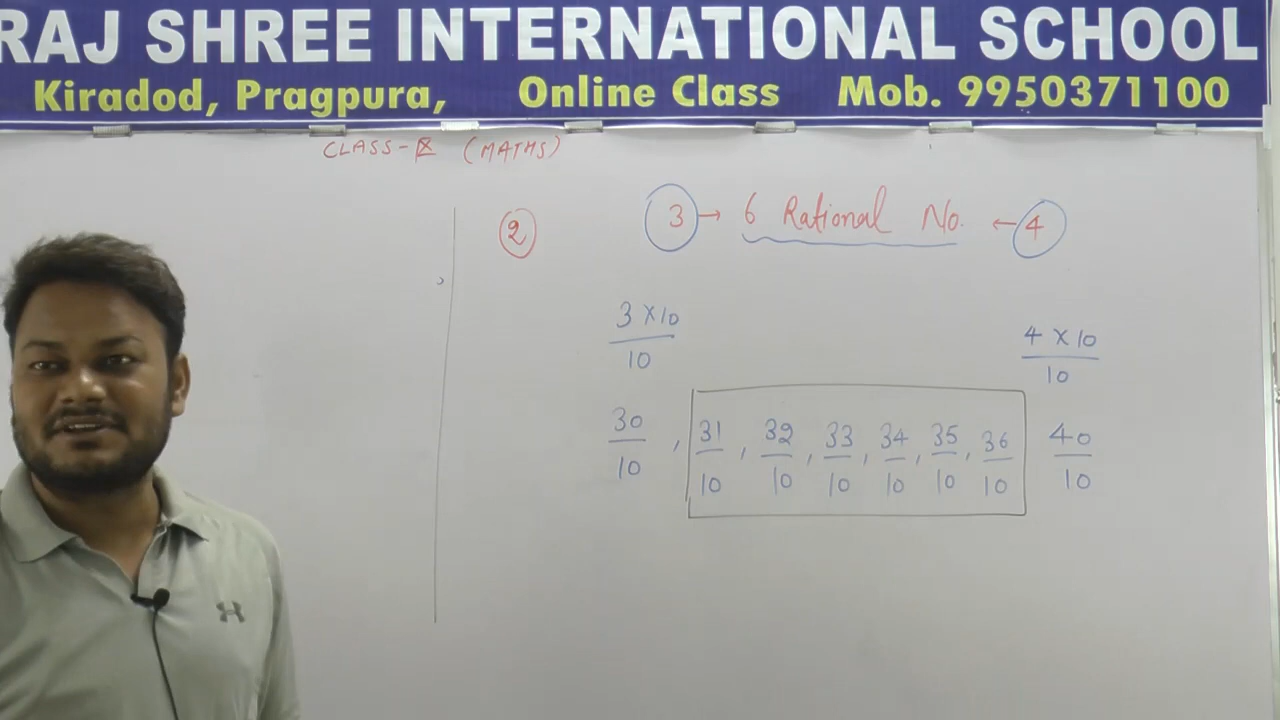 RAJ SHREE INTERNATIONAL SCHOOL
Kiradod, Pragpura, Online Class Mob. 9950371100
CLASS-IX (MATHS)
2 3 → 6 Rational No. ← 4
3 × 10 / 10 4 × 10 / 10
30/10 , 31/10 , 32/10 , 33/10 , 34/10 , 35/10 , 36/10 40/10